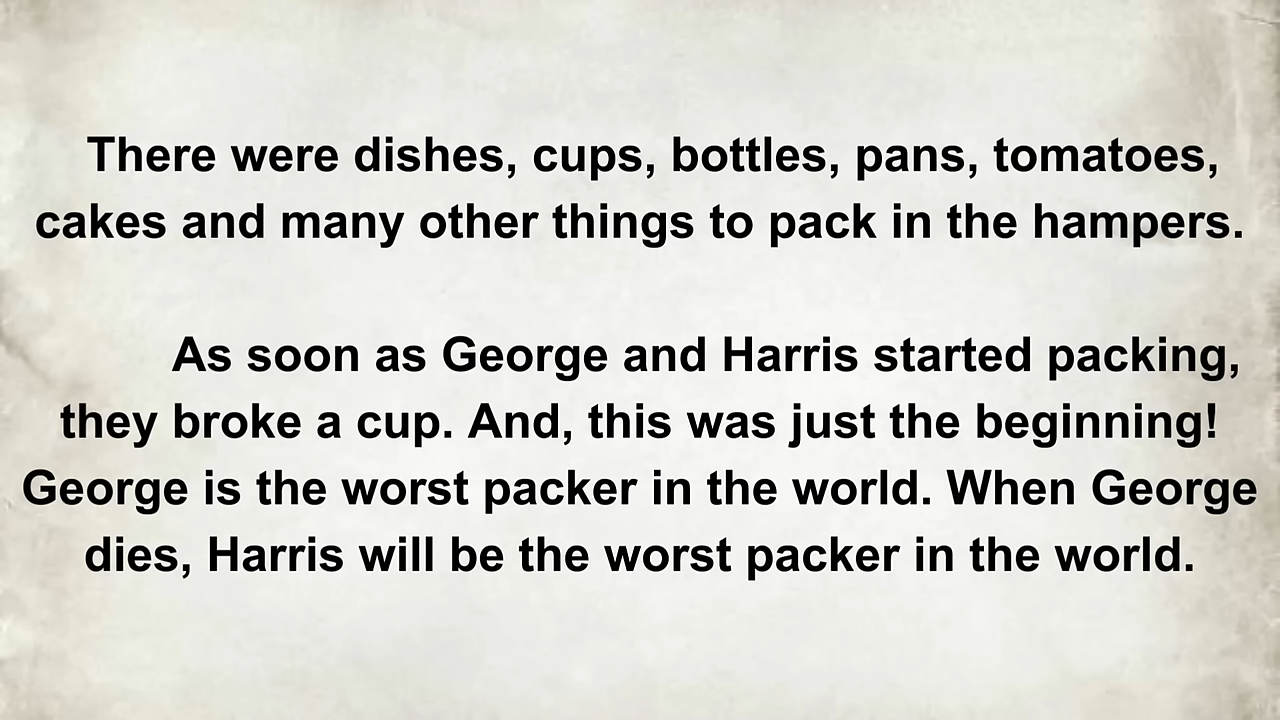 There were dishes, cups, bottles, pans, tomatoes,
cakes and many other things to pack in the hampers.
As soon as George and Harris started packing,
they broke a cup. And, this was just the beginning!
George is the worst packer in the world. When George
dies, Harris will be the worst packer in the world.